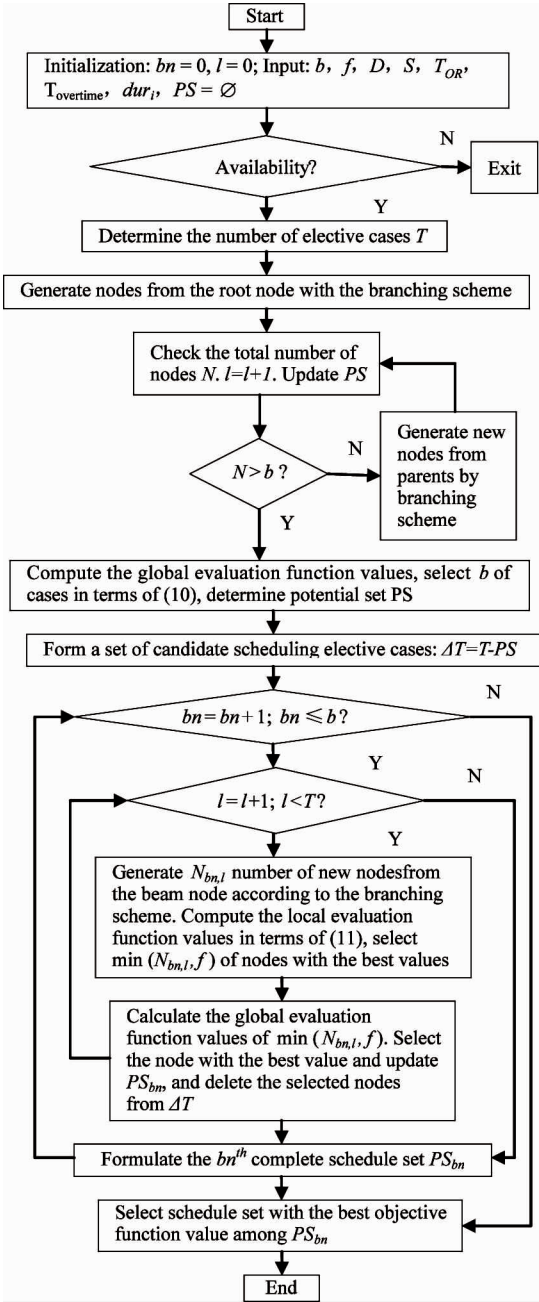 Start
Initialization: bn = 0, l = 0; Input: b, f, D, S, T_OR,
T_overtime, dur_i, PS = ∅
Availability?
N
Exit
Y
Determine the number of elective cases T
Generate nodes from the root node with the branching scheme
Check the total number of
nodes N. l=l+1. Update PS
N>b ?
N
Generate new
nodes from
parents by
branching
scheme
Y
Compute the global evaluation function values, select b of
cases in terms of (10), determine potential set PS
Form a set of candidate scheduling elective cases: ΔT=T-PS
bn=bn+1; bn ≤ b?
N
Y
l=l+1; l<T?
N
Y
Generate N_bn,l number of new nodesfrom
the beam node according to the branching
scheme. Compute the local evaluation
function values in terms of (11), select
min (N_bn,l, f) of nodes with the best values
Calculate the global evaluation
function values of min (N_bn,l, f). Select
the node with the best value and update
PS_bn, and delete the selected nodes
from ΔT
Formulate the bn^th complete schedule set PS_bn
Select schedule set with the best objective
function value among PS_bn
End